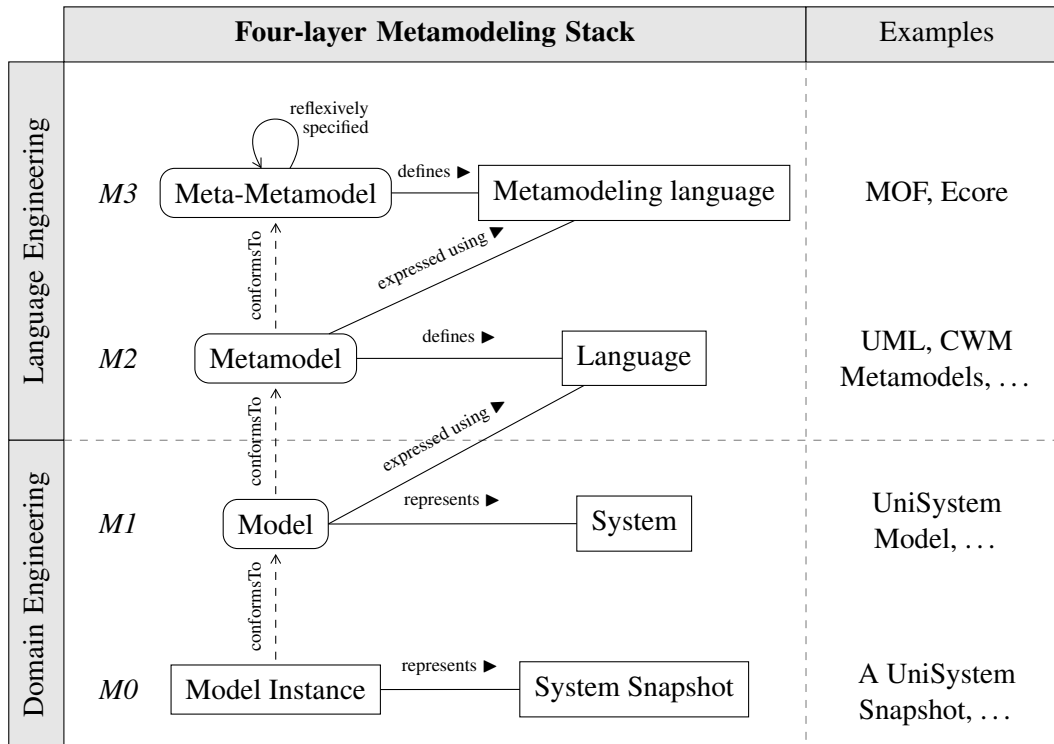 Four-layer Metamodeling Stack
Examples
Language Engineering
reflexively
specified
M3
Meta-Metamodel
defines ►
Metamodeling language
MOF, Ecore
conformsTo
expressed using ►
M2
Metamodel
defines ►
Language
UML, CWM
Metamodels, . . .
conformsTo
expressed using ►
Domain Engineering
M1
Model
represents ►
System
UniSystem
Model, . . .
conformsTo
M0
Model Instance
represents ►
System Snapshot
A UniSystem
Snapshot, . . .